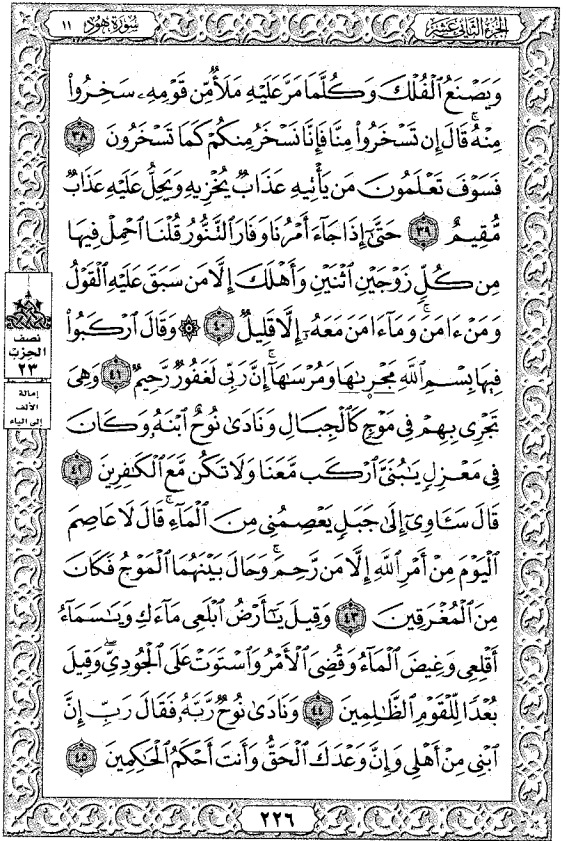 الجزء الثاني عشر
سورة هود ١١
وَيَصْنَعُ ٱلْفُلْكَ وَكُلَّمَا مَرَّ عَلَيْهِ مَلَأٌ مِّن قَوْمِهِۦ سَخِرُوا۟
مِنْهُ ۚ قَالَ إِن تَسْخَرُوا۟ مِنَّا فَإِنَّا نَسْخَرُ مِنكُمْ كَمَا تَسْخَرُونَ ٣٨
فَسَوْفَ تَعْلَمُونَ مَن يَأْتِيهِ عَذَابٌ يُخْزِيهِ وَيَحِلُّ عَلَيْهِ عَذَابٌ
مُّقِيمٌ ٣٩ حَتَّىٰٓ إِذَا جَآءَ أَمْرُنَا وَفَارَ ٱلتَّنُّورُ قُلْنَا ٱحْمِلْ فِيهَا
مِن كُلٍّ زَوْجَيْنِ ٱثْنَيْنِ وَأَهْلَكَ إِلَّا مَن سَبَقَ عَلَيْهِ ٱلْقَوْلُ
وَمَنْ ءَامَنَ ۚ وَمَآ ءَامَنَ مَعَهُۥٓ إِلَّا قَلِيلٌ ٤٠ ۞ وَقَالَ ٱرْكَبُوا۟
فِيهَا بِسْمِ ٱللَّهِ مَجْر۪ىٰهَا وَمُرْسَىٰهَآ ۚ إِنَّ رَبِّى لَغَفُورٌ رَّحِيمٌ ٤١ وَهِىَ
تَجْرِى بِهِمْ فِى مَوْجٍ كَٱلْجِبَالِ وَنَادَىٰ نُوحٌ ٱبْنَهُۥ وَكَانَ
فِى مَعْزِلٍ يَـٰبُنَىَّ ٱرْكَب مَّعَنَا وَلَا تَكُن مَّعَ ٱلْكَـٰفِرِينَ ٤٢
قَالَ سَـَٔاوِىٓ إِلَىٰ جَبَلٍ يَعْصِمُنِى مِنَ ٱلْمَآءِ ۚ قَالَ لَا عَاصِمَ
ٱلْيَوْمَ مِنْ أَمْرِ ٱللَّهِ إِلَّا مَن رَّحِمَ ۚ وَحَالَ بَيْنَهُمَا ٱلْمَوْجُ فَكَانَ
مِنَ ٱلْمُغْرَقِينَ ٤٣ وَقِيلَ يَـٰٓأَرْضُ ٱبْلَعِى مَآءَكِ وَيَـٰسَمَآءُ
أَقْلِعِى وَغِيضَ ٱلْمَآءُ وَقُضِىَ ٱلْأَمْرُ وَٱسْتَوَتْ عَلَى ٱلْجُودِىِّ ۖ وَقِيلَ
بُعْدًا لِّلْقَوْمِ ٱلظَّـٰلِمِينَ ٤٤ وَنَادَىٰ نُوحٌ رَّبَّهُۥ فَقَالَ رَبِّ إِنَّ
ٱبْنِى مِنْ أَهْلِى وَإِنَّ وَعْدَكَ ٱلْحَقُّ وَأَنتَ أَحْكَمُ ٱلْحَـٰكِمِينَ ٤٥
نصف
الحزب
٢٣
إمالة
الألف
إلى الياء
٢٢٦